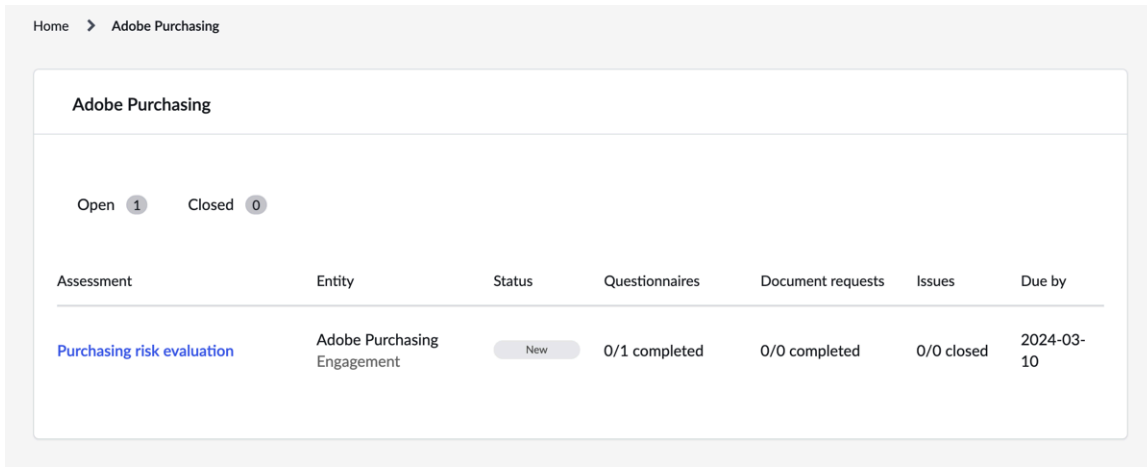 Home > Adobe Purchasing
Adobe Purchasing
Open 1 Closed 0
Assessment Entity Status Questionnaires Document requests Issues Due by
Purchasing risk evaluation Adobe Purchasing New 0/1 completed 0/0 completed 0/0 closed 2024-03-
Engagement 10